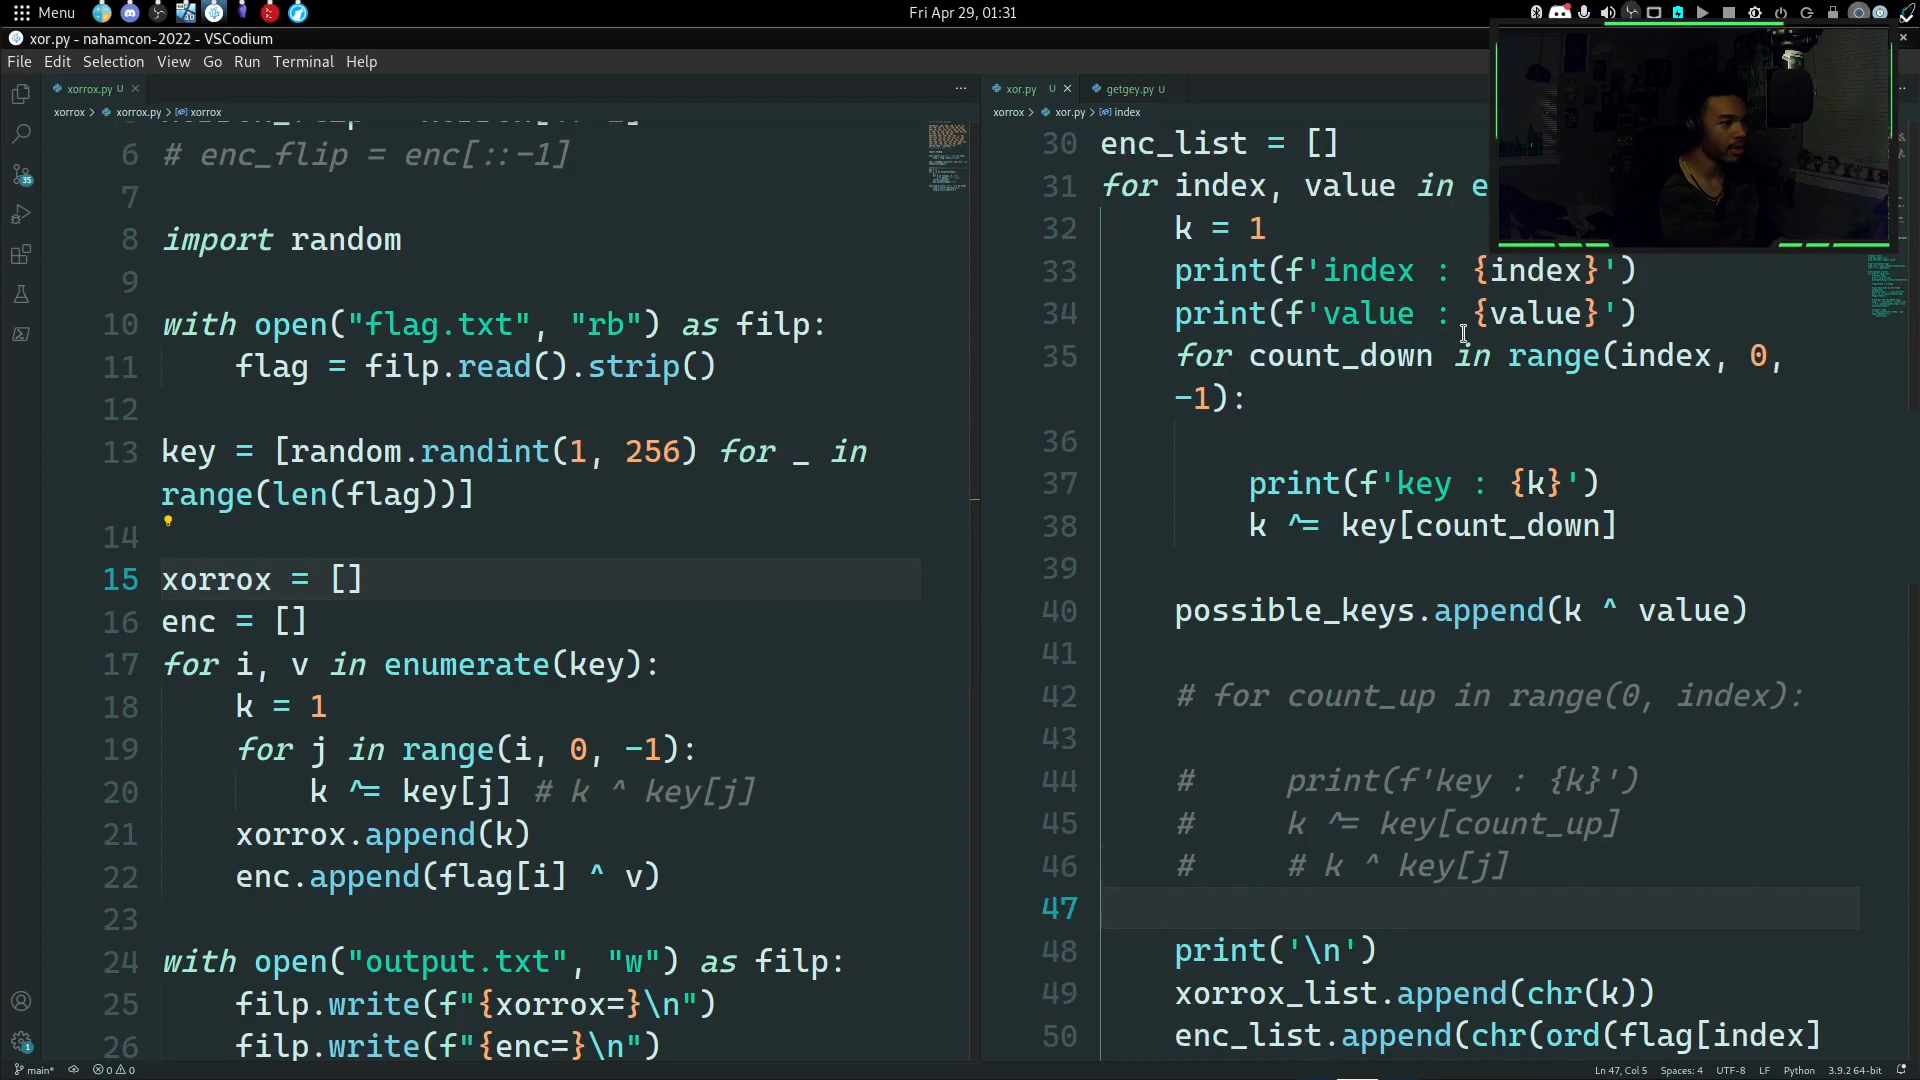 Menu
Fri Apr 29, 01:31
xor.py - nahamcon-2022 - VSCodium
File Edit Selection View Go Run Terminal Help
xorrox.py U
xorrox > xorrox.py > xorrox
6 # enc_flip = enc[::-1]
7
8 import random
9
10 with open("flag.txt", "rb") as filp:
11 flag = filp.read().strip()
12
13 key = [random.randint(1, 256) for _ in
range(len(flag))]
14
15 xorrox = []
16 enc = []
17 for i, v in enumerate(key):
18 k = 1
19 for j in range(i, 0, -1):
20 k ^= key[j] # k ^ key[j]
21 xorrox.append(k)
22 enc.append(flag[i] ^ v)
23
24 with open("output.txt", "w") as filp:
25 filp.write(f"{xorrox=}\n")
26 filp.write(f"{enc=}\n")
xor.py U
getgey.py U
xorrox > xor.py > index
30 enc_list = []
31 for index, value in e
32 k = 1
33 print(f'index : {index}')
34 print(f'value : {value}')
35 for count_down in range(index, 0,
-1):
36
37 print(f'key : {k}')
38 k ^= key[count_down]
39
40 possible_keys.append(k ^ value)
41
42 # for count_up in range(0, index):
43
44 # print(f'key : {k}')
45 # k ^= key[count_up]
46 # # k ^ key[j]
47
48 print('\n')
49 xorrox_list.append(chr(k))
50 enc_list.append(chr(ord(flag[index]
35
1
main*
0 0
Ln 47, Col 5 Spaces: 4 UTF-8 LF Python 3.9.2 64-bit